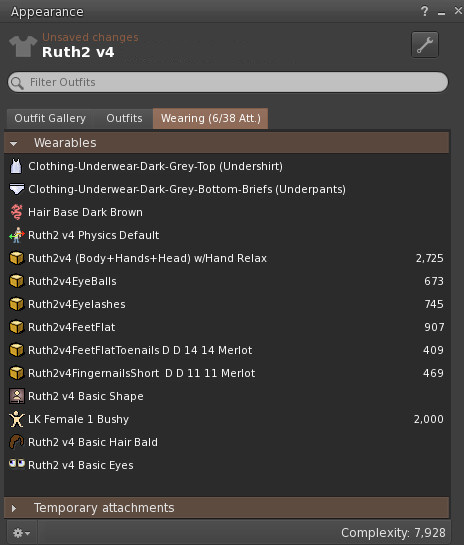 Appearance
Unsaved changes
Ruth2 v4
Filter Outfits
Outfit Gallery Outfits Wearing (6/38 Att.)
Wearables
Clothing-Underwear-Dark-Grey-Top (Undershirt)
Clothing-Underwear-Dark-Grey-Bottom-Briefs (Underpants)
Hair Base Dark Brown
Ruth2 v4 Physics Default
Ruth2v4 (Body+Hands+Head) w/Hand Relax 2,725
Ruth2v4EyeBalls 673
Ruth2v4Eyelashes 745
Ruth2v4FeetFlat 907
Ruth2v4FeetFlatToenails D D 14 14 Merlot 409
Ruth2v4FingernailsShort D D 11 11 Merlot 469
Ruth2 v4 Basic Shape
LK Female 1 Bushy 2,000
Ruth2 v4 Basic Hair Bald
Ruth2 v4 Basic Eyes
Temporary attachments
Complexity: 7,928